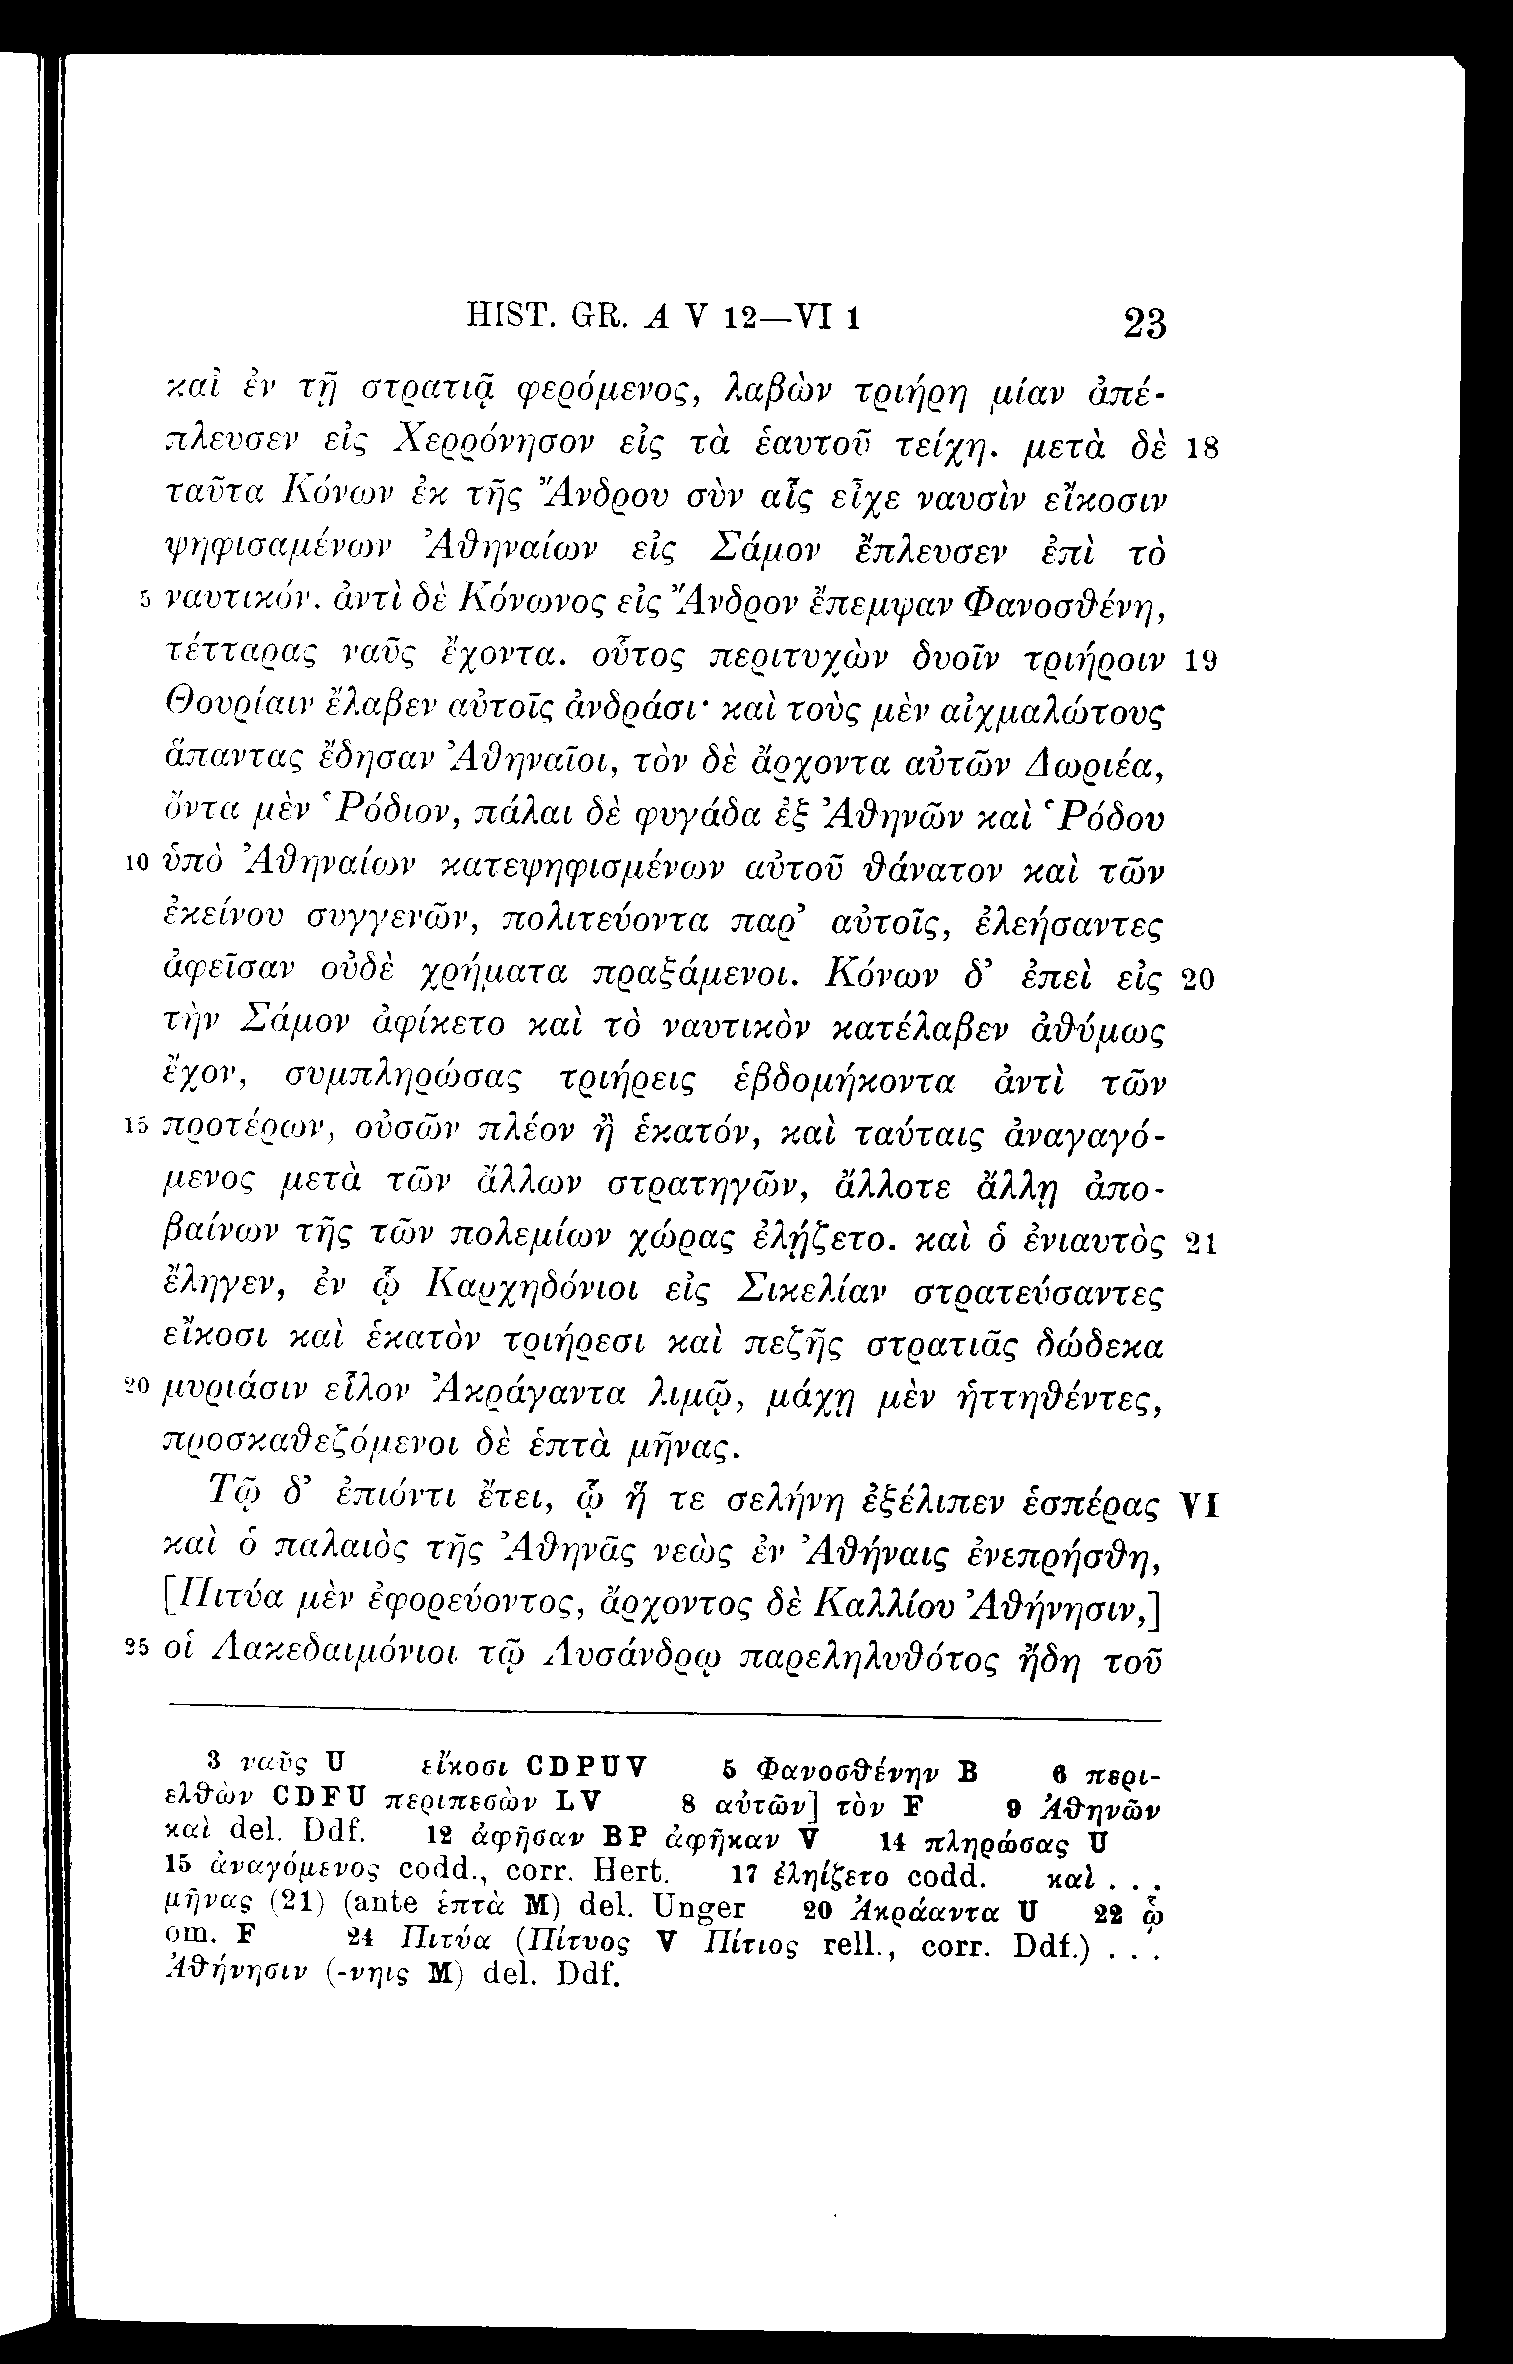 HIST. GR. A V 12—VI 1 23
καὶ ἐν τῇ στρατιᾷ φερόμενος, λαβὼν τριήρη μίαν ἀπέ-
πλευσεν εἰς Χερρόνησον εἰς τὰ ἑαυτοῦ τείχη. μετὰ δὲ 18
ταῦτα Κόνων ἐκ τῆς Ἄνδρου σὺν αἷς εἶχε ναυσὶν εἴκοσιν
ψηφισαμένων Ἀθηναίων εἰς Σάμον ἔπλευσεν ἐπὶ τὸ
5 ναυτικόν. ἀντὶ δὲ Κόνωνος εἰς Ἄνδρον ἔπεμψαν Φανοσθένη,
τέτταρας ναῦς ἔχοντα. οὗτος περιτυχὼν δυοῖν τριήροιν 19
Θουρίαιν ἔλαβεν αὐτοῖς ἀνδράσι· καὶ τοὺς μὲν αἰχμαλώτους
ἅπαντας ἔδησαν Ἀθηναῖοι, τὸν δὲ ἄρχοντα αὐτῶν Δωριέα,
ὄντα μὲν Ῥόδιον, πάλαι δὲ φυγάδα ἐξ Ἀθηνῶν καὶ Ῥόδου
10 ὑπὸ Ἀθηναίων κατεψηφισμένων αὐτοῦ θάνατον καὶ τῶν
ἐκείνου συγγενῶν, πολιτεύοντα παρ’ αὐτοῖς, ἐλεήσαντες
ἀφεῖσαν οὐδὲ χρήματα πραξάμενοι. Κόνων δ’ ἐπεὶ εἰς 20
τὴν Σάμον ἀφίκετο καὶ τὸ ναυτικὸν κατέλαβεν ἀθύμως
ἔχον, συμπληρώσας τριήρεις ἑβδομήκοντα ἀντὶ τῶν
15 προτέρων, οὐσῶν πλέον ἢ ἑκατόν, καὶ ταύταις ἀναγαγό-
μενος μετὰ τῶν ἄλλων στρατηγῶν, ἄλλοτε ἄλλῃ ἀπο-
βαίνων τῆς τῶν πολεμίων χώρας ἐλῄζετο. καὶ ὁ ἐνιαυτὸς 21
ἔληγεν, ἐν ᾧ Καρχηδόνιοι εἰς Σικελίαν στρατεύσαντες
εἴκοσι καὶ ἑκατὸν τριήρεσι καὶ πεζῆς στρατιᾶς δώδεκα
20 μυριάσιν εἷλον Ἀκράγαντα λιμῷ, μάχῃ μὲν ἡττηθέντες,
προσκαθεζόμενοι δὲ ἑπτὰ μῆνας.
Τῷ δ’ ἐπιόντι ἔτει, ᾧ ἥ τε σελήνη ἐξέλιπεν ἑσπέρας VI
καὶ ὁ παλαιὸς τῆς Ἀθηνᾶς νεὼς ἐν Ἀθήναις ἐνεπρήσθη,
[Πιτύα μὲν ἐφορεύοντος, ἄρχοντος δὲ Καλλίου Ἀθήνησιν,]
25 οἱ Λακεδαιμόνιοι τῷ Λυσάνδρῳ παρεληλυθότος ἤδη τοῦ
3 ναῦς U εἴκοσι CDPUV 5 Φανοσθένην B 6 περι-
ελθὼν CDFU περιπεσὼν LV 8 αὐτῶν] τὸν F 9 Ἀθηνῶν
καὶ del. Ddf. 12 ἀφῆσαν BP ἀφῆκαν V 14 πληρώσας U
15 ἀναγόμενος codd., corr. Hert. 17 ἐληίζετο codd. καὶ . . .
μῆνας (21) (ante ἑπτὰ M) del. Unger 20 Ἀκράαντα U 22 ᾧ
om. F 24 Πιτύα (Πίτυος V Πίτιος rell., corr. Ddf.) . . .
Ἀθήνησιν (-νηις M) del. Ddf.